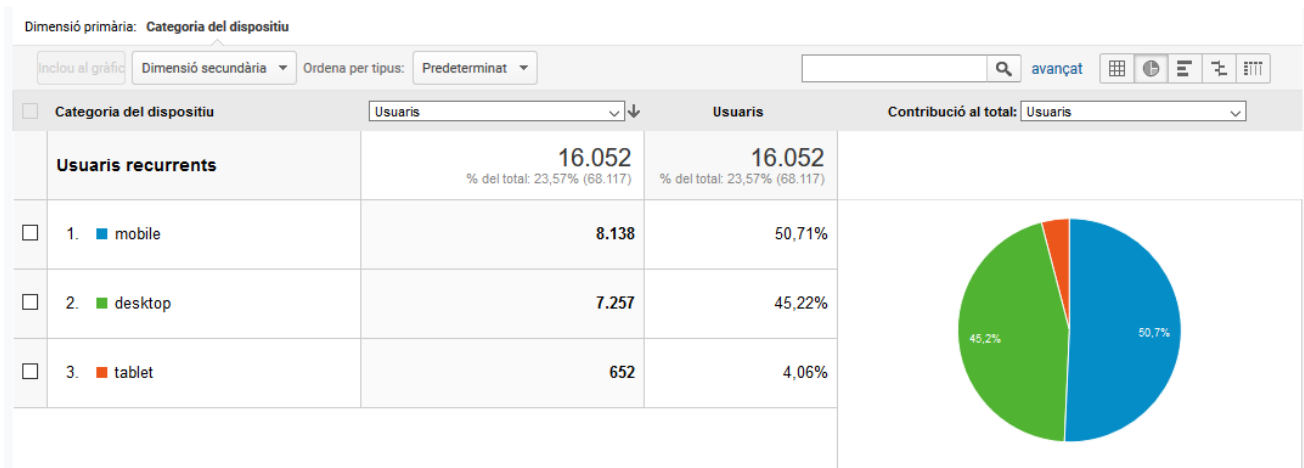 Dimensió primària: Categoria del dispositiu
Inclou al gràfic Dimensió secundària Ordena per tipus: Predeterminat avançat
Categoria del dispositiu Usuaris Usuaris Contribució al total: Usuaris
Usuaris recurrents 16.052 16.052
% del total: 23,57% (68.117) % del total: 23,57% (68.117)
1. mobile 8.138 50,71%
2. desktop 7.257 45,22%
3. tablet 652 4,06%
50,7%
45,2%